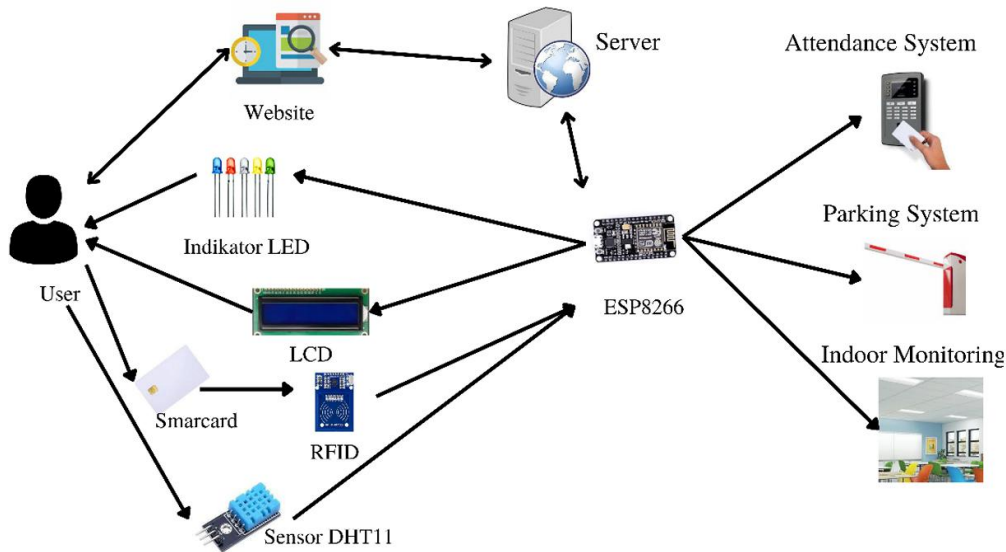 Website
Server
Attendance System
Indikator LED
Parking System
User
ESP8266
LCD
Indoor Monitoring
Smarcard
RFID
Sensor DHT11